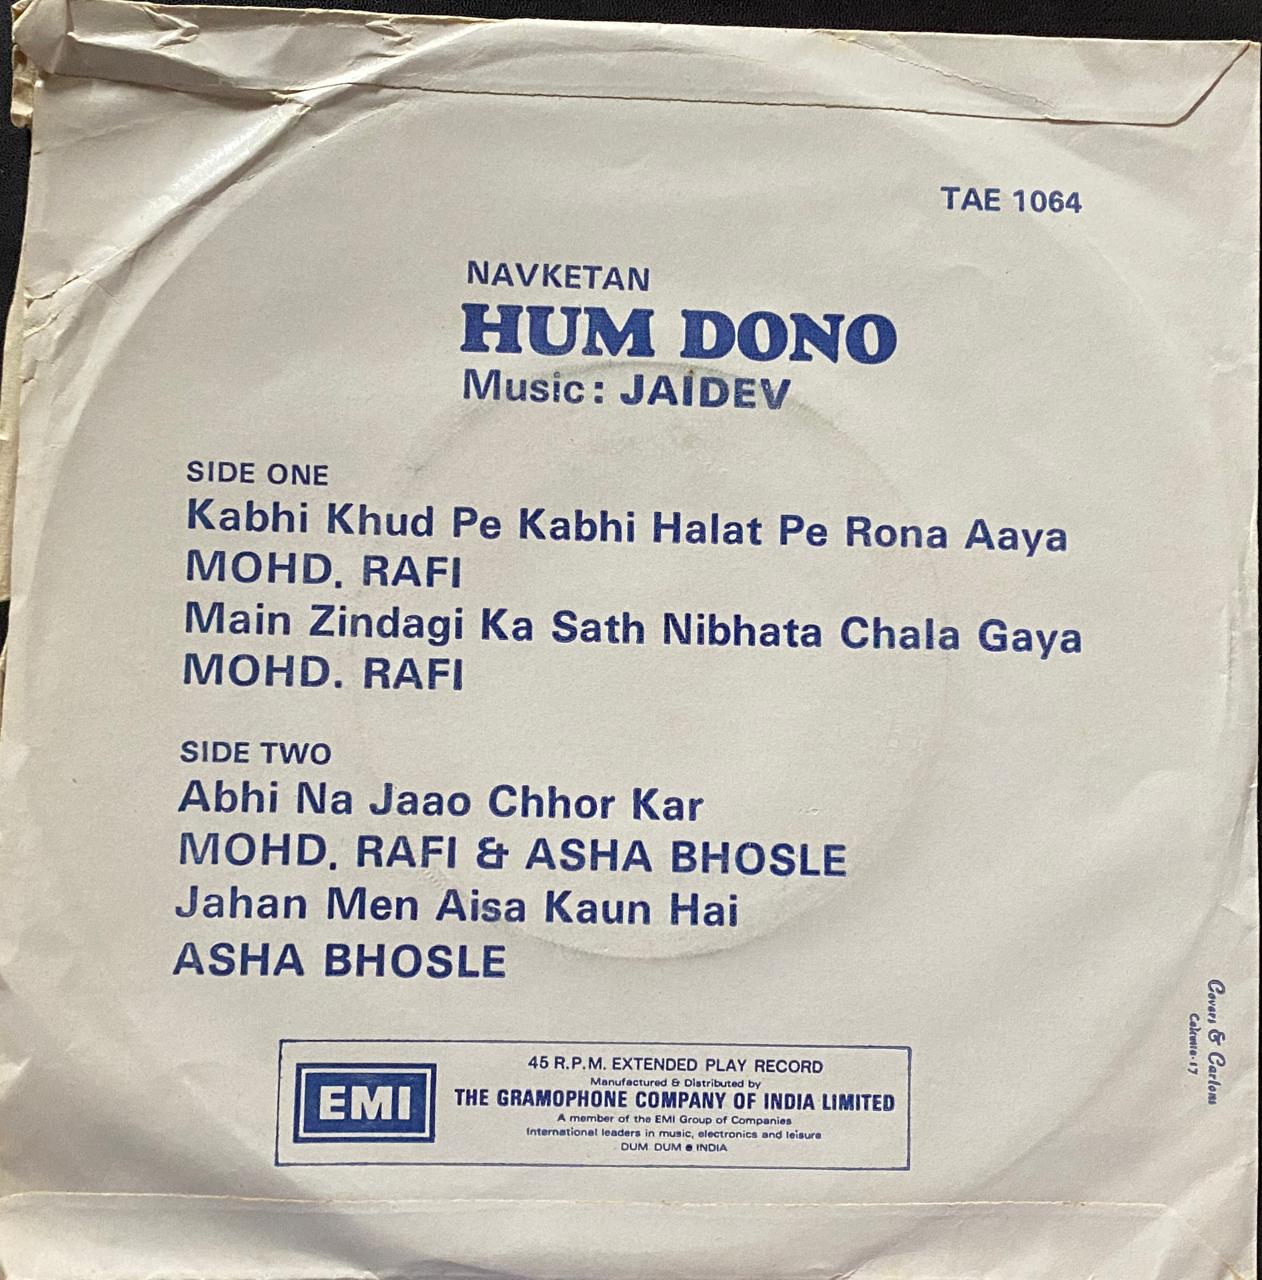 TAE 1064
NAVKETAN
HUM DONO
Music: JAIDEV
SIDE ONE
Kabhi Khud Pe Kabhi Halat Pe Rona Aaya
MOHD. RAFI
Main Zindagi Ka Sath Nibhata Chala Gaya
MOHD. RAFI
SIDE TWO
Abhi Na Jaao Chhor Kar
MOHD. RAFI & ASHA BHOSLE
Jahan Men Aisa Kaun Hai
ASHA BHOSLE
EMI
45 R.P.M. EXTENDED PLAY RECORD
Manufactured & Distributed by
THE GRAMOPHONE COMPANY OF INDIA LIMITED
A member of the EMI Group of Companies
International leaders in music, electronics and leisure
DUM DUM ● INDIA
Covers & Cartons
Calcutta-17